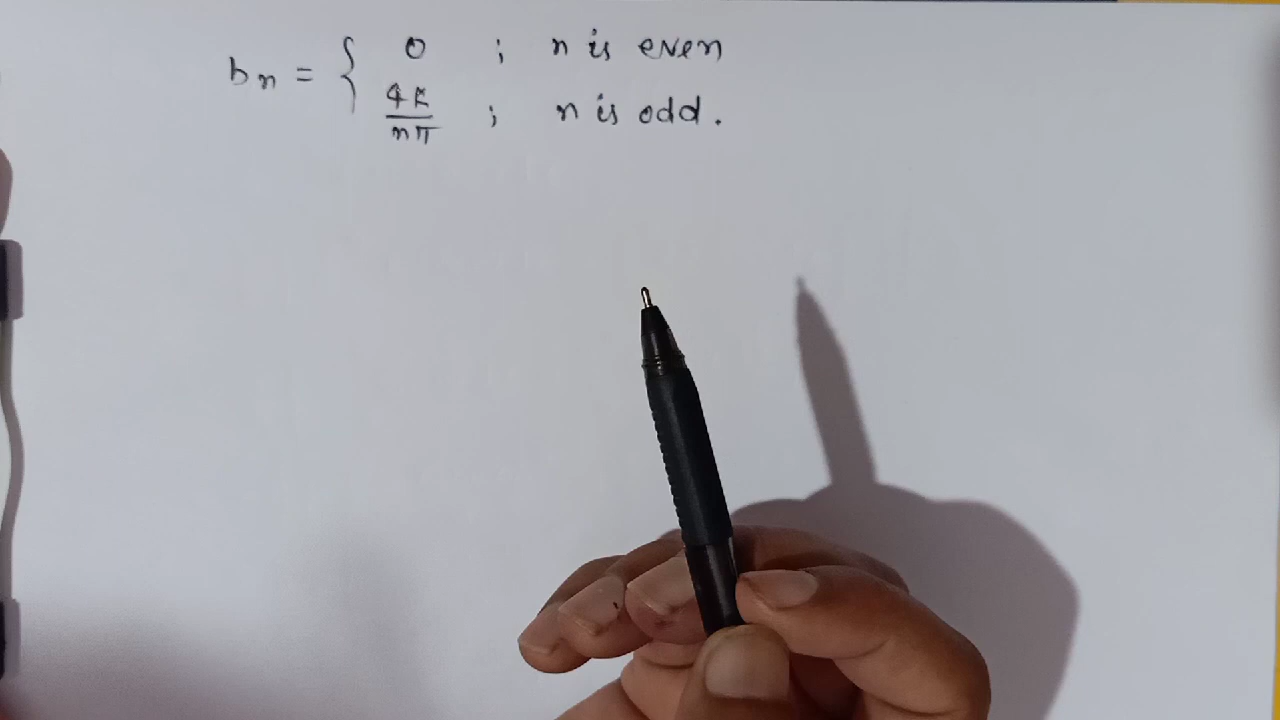 bn = { 0 ; n is even
4k/nπ ; n is odd.